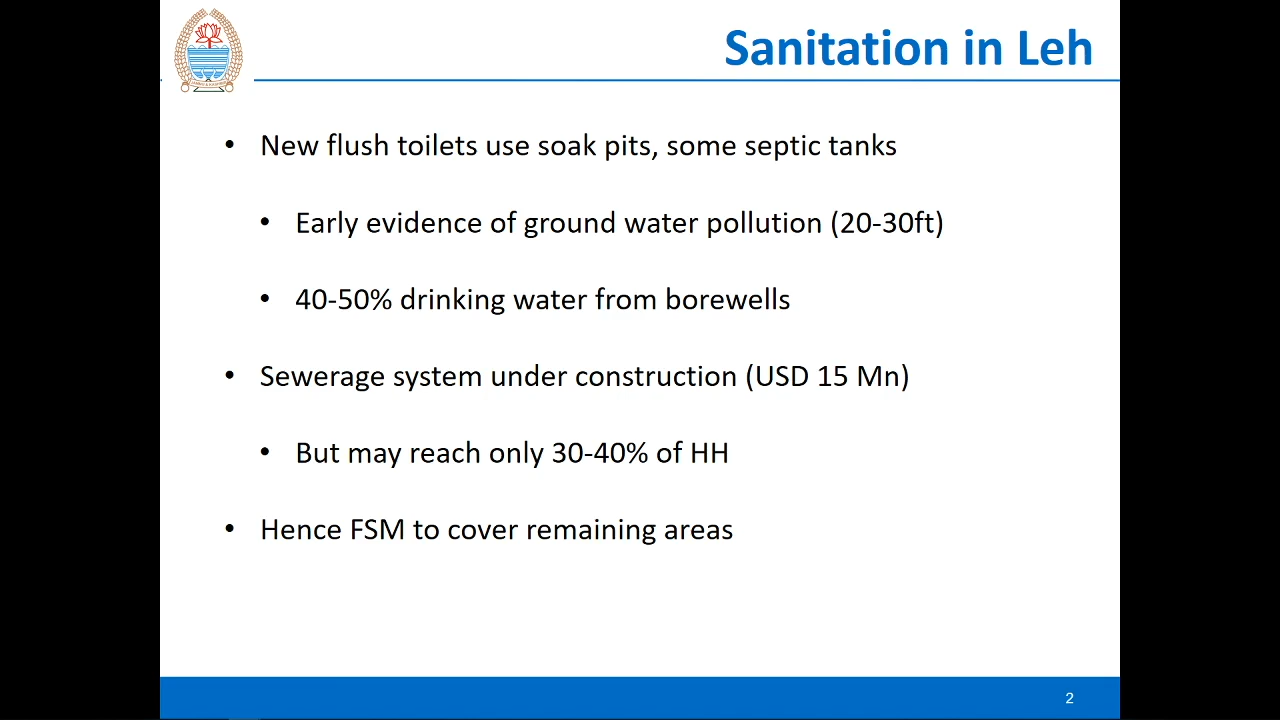 Sanitation in Leh
• New flush toilets use soak pits, some septic tanks
• Early evidence of ground water pollution (20-30ft)
• 40-50% drinking water from borewells
• Sewerage system under construction (USD 15 Mn)
• But may reach only 30-40% of HH
• Hence FSM to cover remaining areas
2